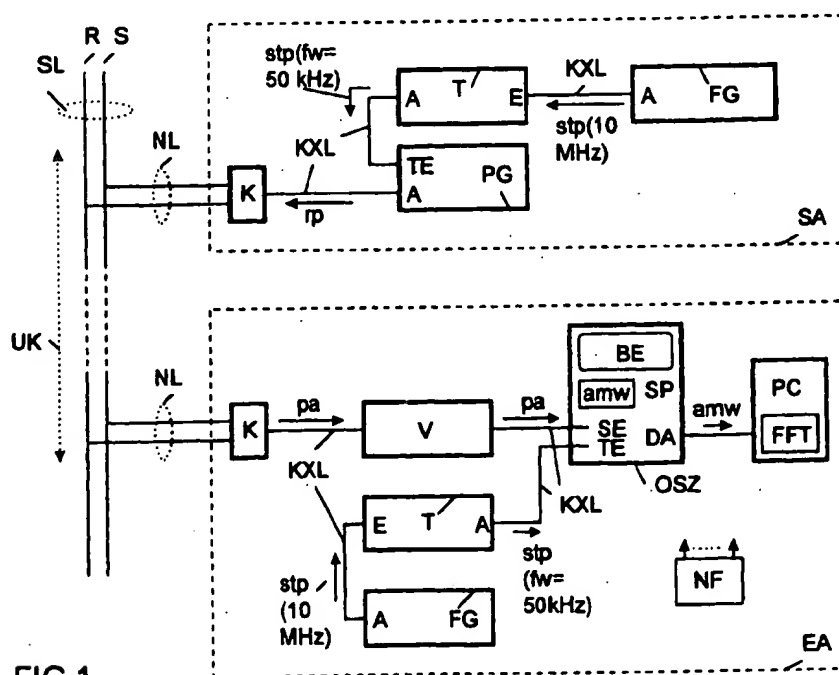 R S
SL
NL
UK
stp(fw=
50 kHz)
A T E
KXL
A FG
stp(10
MHz)
KXL
TE
A PG
K
rp
SA
NL
K
pa
V
pa
KXL
BE
amw SP
SE
TE DA
OSZ
amw
PC
FFT
KXL
E T A
stp
(fw=
50kHz)
stp
(10
MHz)
A FG
NF
EA
FIG 1